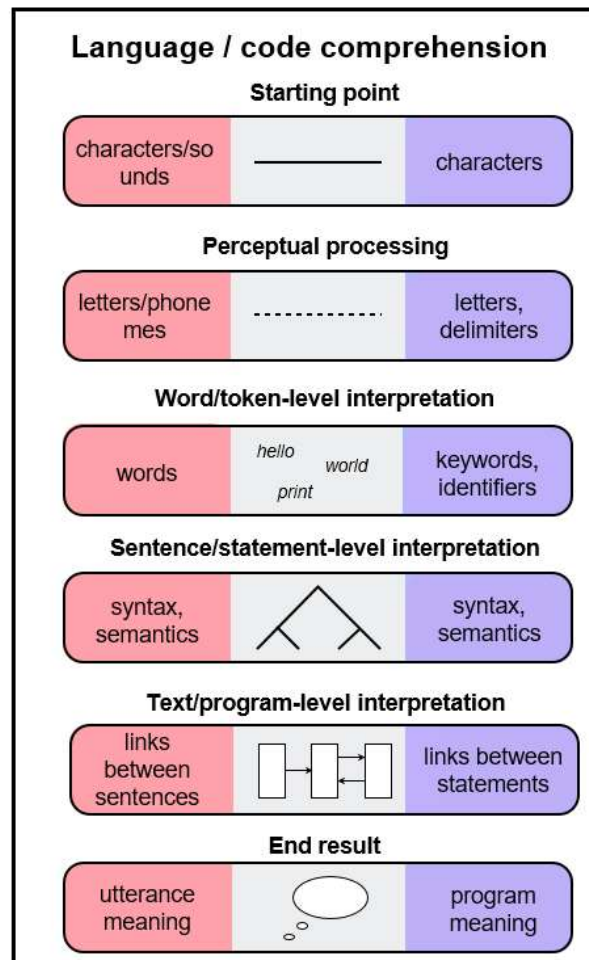 Language / code comprehension
Starting point
characters/so
unds
characters
Perceptual processing
letters/phone
mes
letters,
delimiters
Word/token-level interpretation
words
hello
world
print
keywords,
identifiers
Sentence/statement-level interpretation
syntax,
semantics
syntax,
semantics
Text/program-level interpretation
links
between
sentences
links between
statements
End result
utterance
meaning
program
meaning